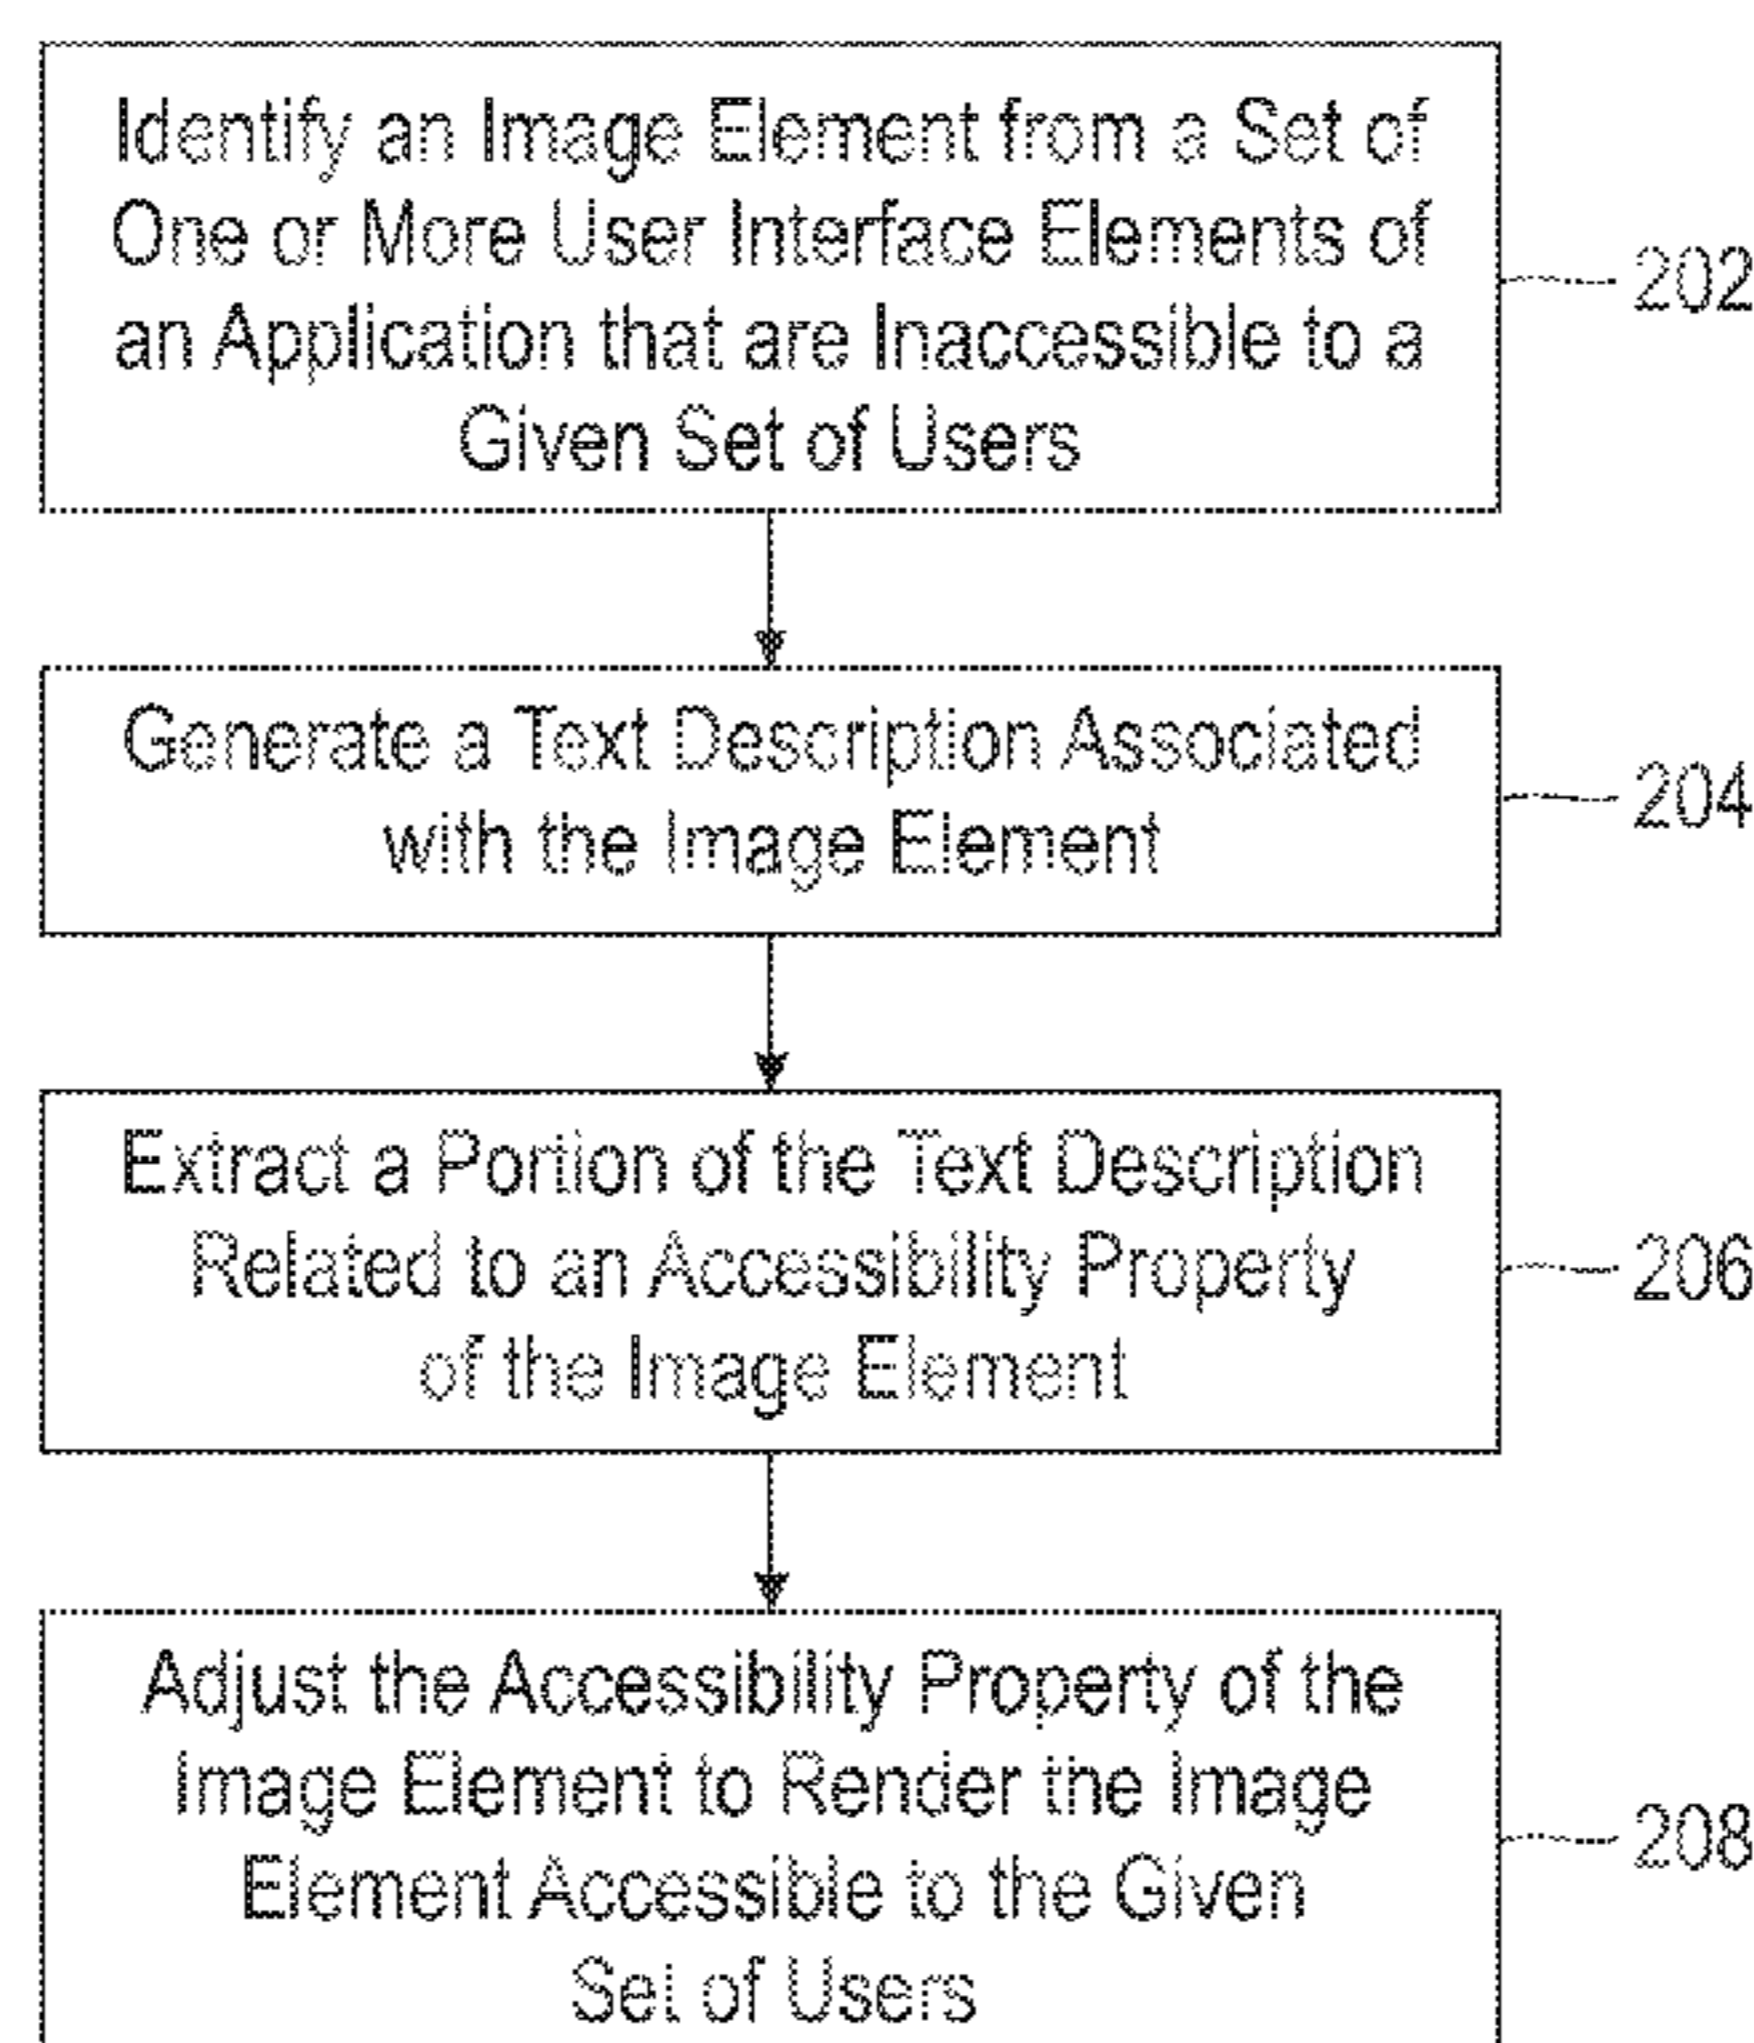 Identify an Image Element from a Set of
One or More User Interface Elements of
an Application that are Inaccessible to a
Given Set of Users
202
Generate a Text Description Associated
with the Image Element
204
Extract a Portion of the Text Description
Related to an Accessibility Property
of the Image Element
206
Adjust the Accessibility Property of the
Image Element to Render the Image
Element Accessible to the Given
Set of Users
208